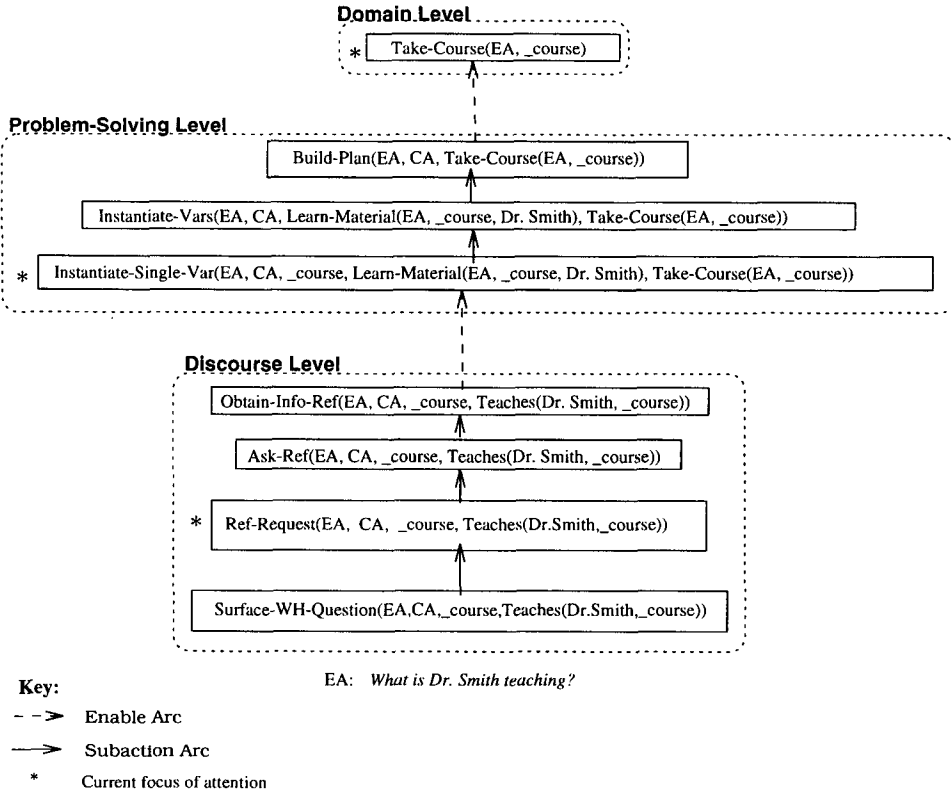 Domain Level
* Take-Course(EA, _course)
Problem-Solving Level
Build-Plan(EA, CA, Take-Course(EA, _course))
Instantiate-Vars(EA, CA, Learn-Material(EA, _course, Dr. Smith), Take-Course(EA, _course))
* Instantiate-Single-Var(EA, CA, _course, Learn-Material(EA, _course, Dr. Smith), Take-Course(EA, _course))
Discourse Level
Obtain-Info-Ref(EA, CA, _course, Teaches(Dr. Smith, _course))
Ask-Ref(EA, CA, _course, Teaches(Dr. Smith, _course))
* Ref-Request(EA, CA, _course, Teaches(Dr.Smith,_course))
Surface-WH-Question(EA,CA,_course,Teaches(Dr.Smith,_course))
EA: What is Dr. Smith teaching?
Key:
Enable Arc
Subaction Arc
* Current focus of attention